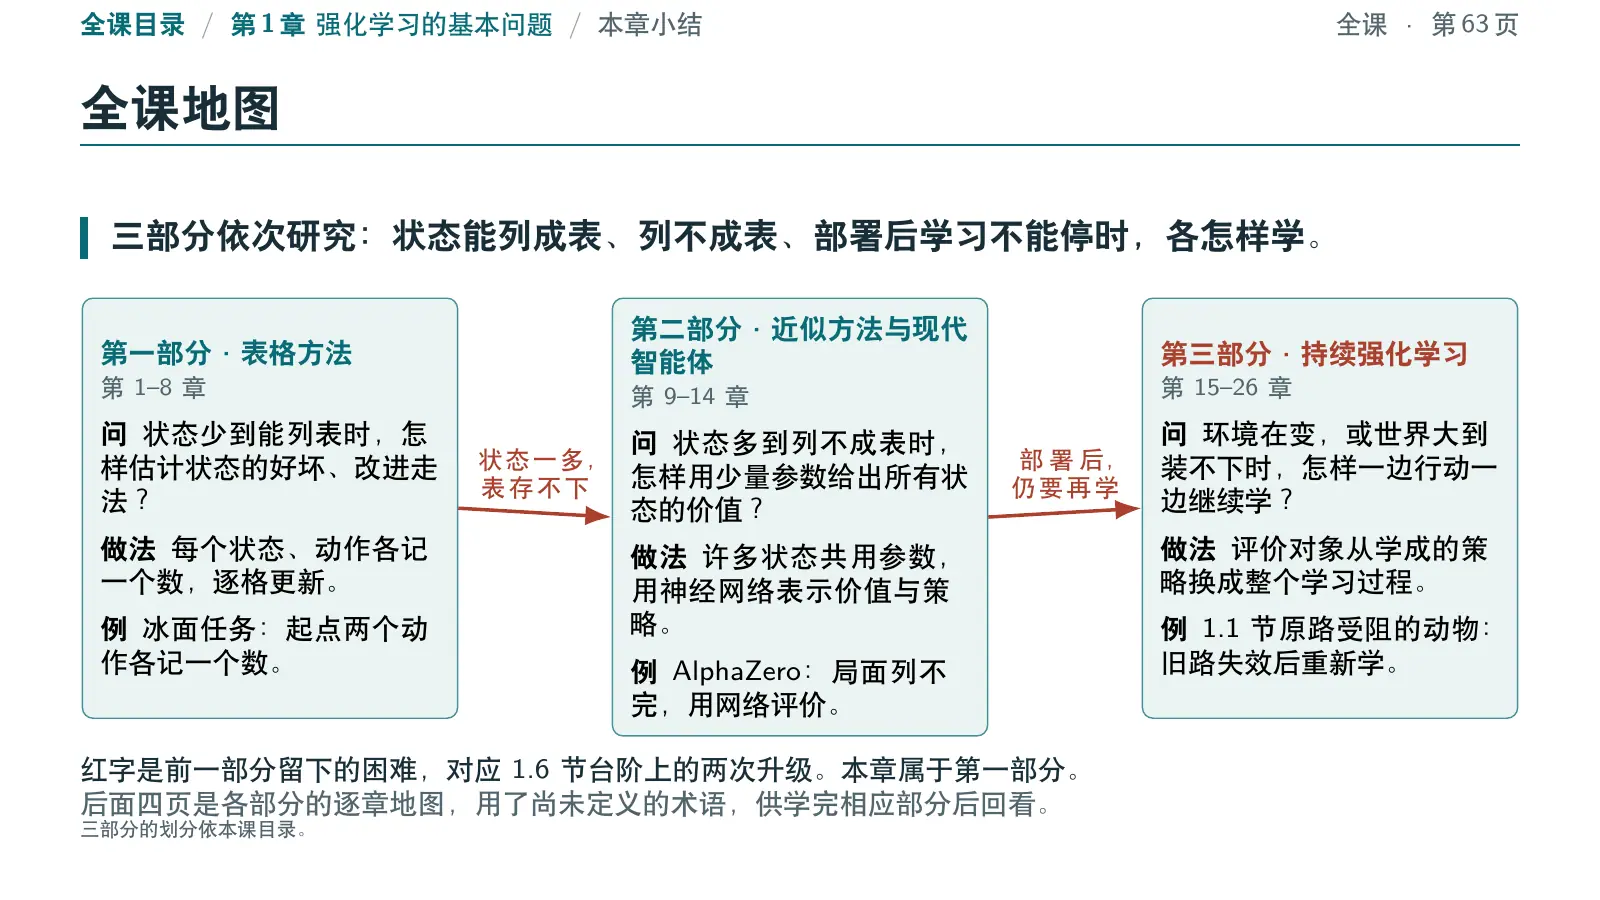 全课目录 / 第1章 强化学习的基本问题 / 本章小结
全课 · 第63页
全课地图
三部分依次研究：状态能列成表、列不成表、部署后学习不能停时，各怎样学。
第一部分 · 表格方法
第 1–8 章
问 状态少到能列表时，怎
样估计状态的好坏、改进走
法？
做法 每个状态、动作各记
一个数，逐格更新。
例 冰面任务：起点两个动
作各记一个数。
状态一多，
表存不下
第二部分 · 近似方法与现代
智能体
第 9–14 章
问 状态多到列不成表时，
怎样用少量参数给出所有状
态的价值？
做法 许多状态共用参数，
用神经网络表示价值与策
略。
例 AlphaZero：局面列不
完，用网络评价。
部署后，
仍要再学
第三部分 · 持续强化学习
第 15–26 章
问 环境在变，或世界大到
装不下时，怎样一边行动一
边继续学？
做法 评价对象从学成的策
略换成整个学习过程。
例 1.1 节原路受阻的动物：
旧路失效后重新学。
红字是前一部分留下的困难，对应 1.6 节台阶上的两次升级。本章属于第一部分。
后面四页是各部分的逐章地图，用了尚未定义的术语，供学完相应部分后回看。
三部分的划分依本课目录。